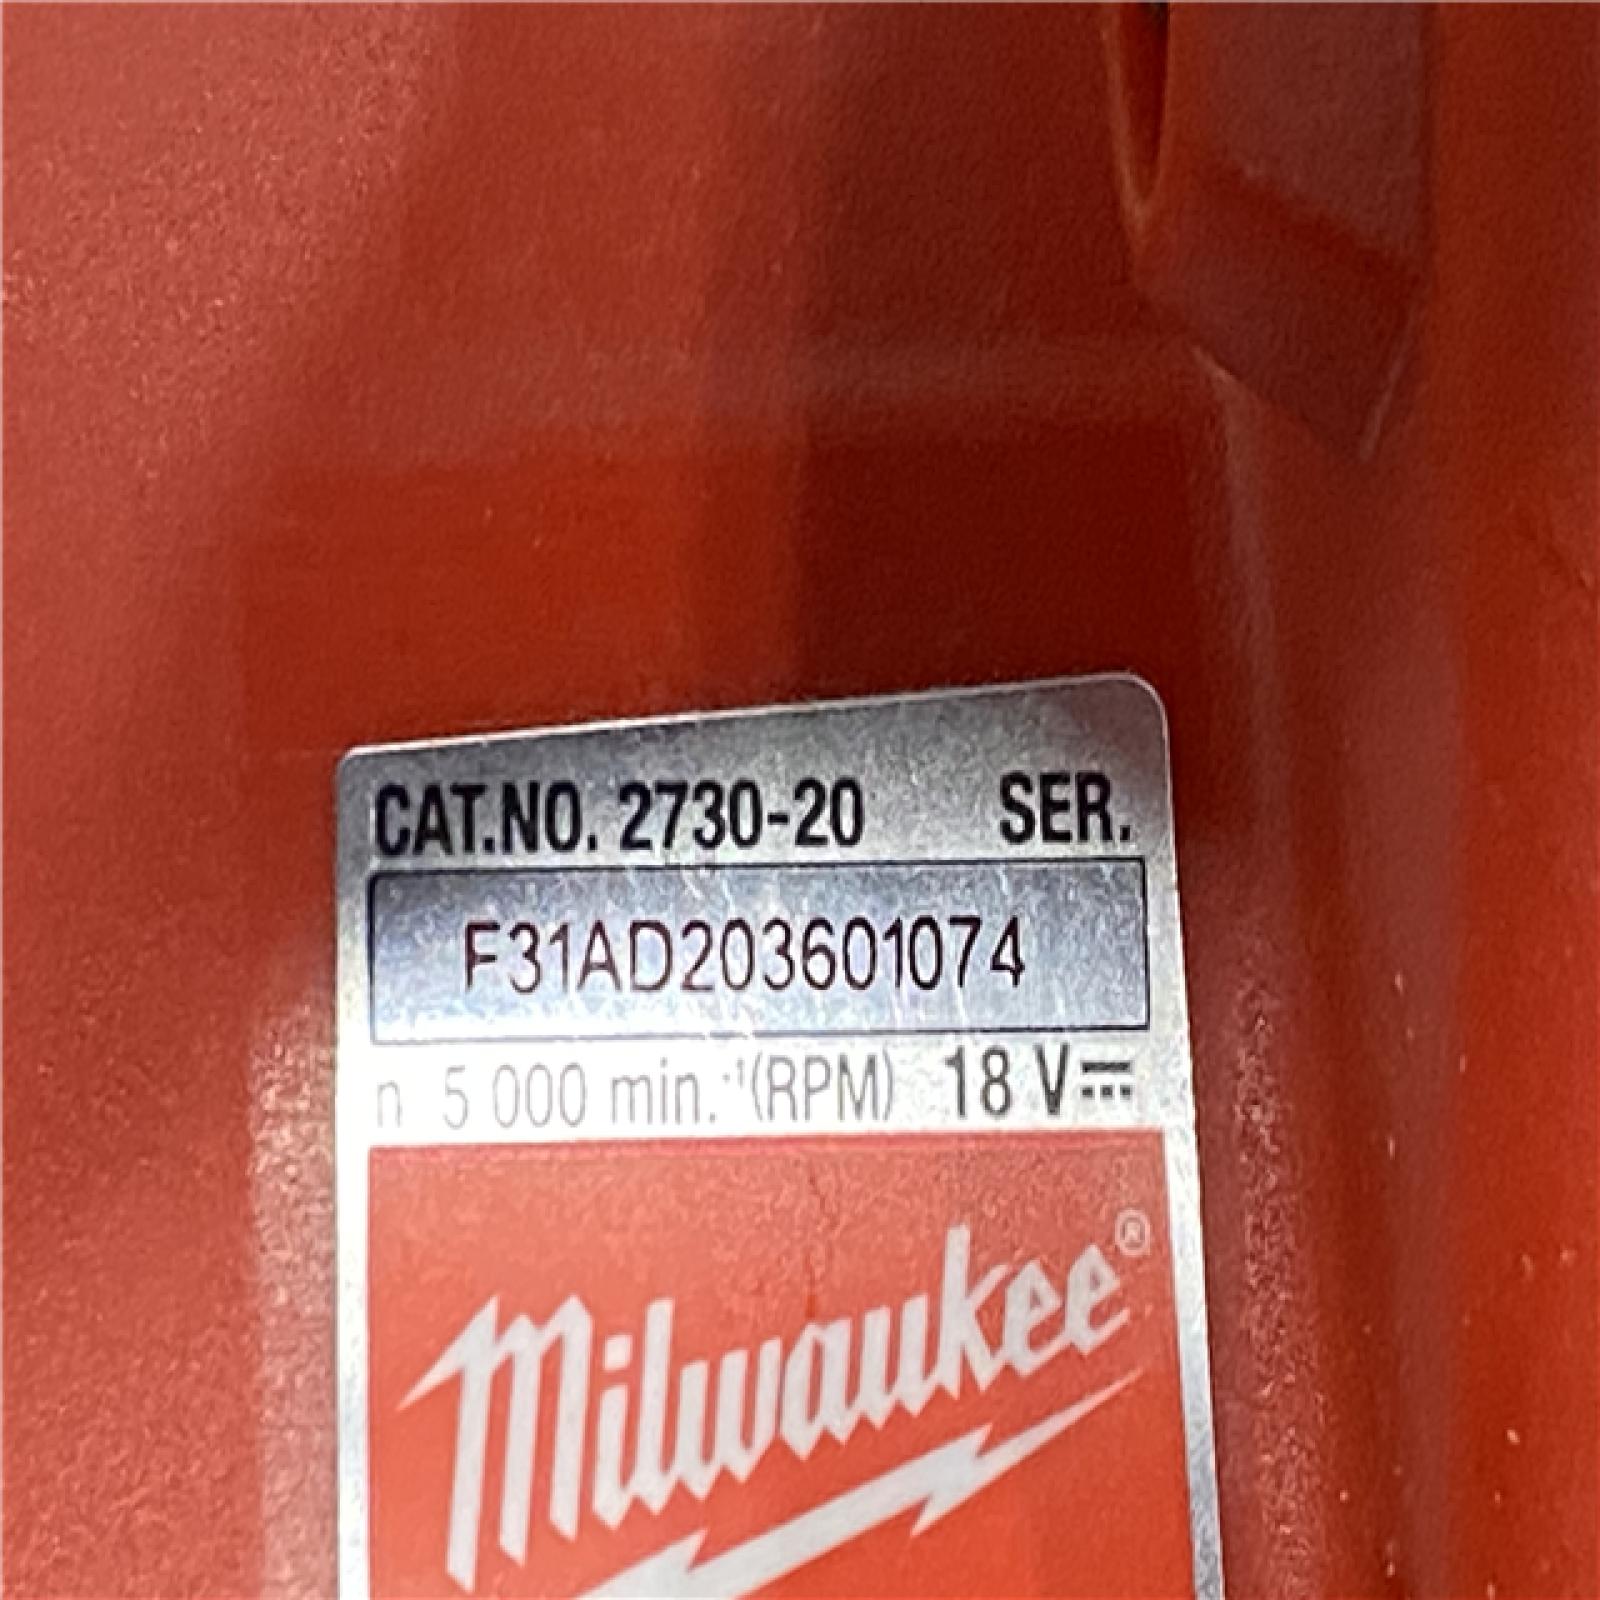 CAT.NO. 2730-20 SER.
F31AD203601074
n 5 000 min.⁻¹(RPM) 18 V⎓
Milwaukee®